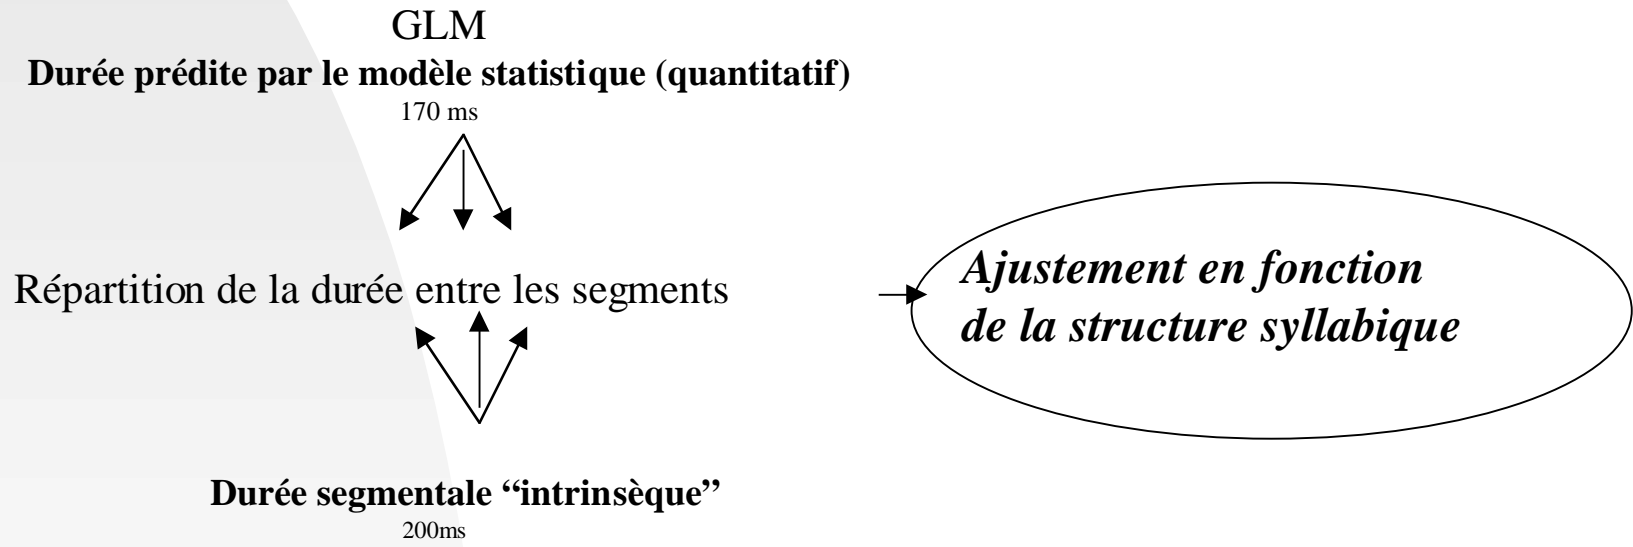 GLM
Durée prédite par le modèle statistique (quantitatif)
170 ms
Répartition de la durée entre les segments
Ajustement en fonction
de la structure syllabique
Durée segmentale “intrinsèque”
200ms